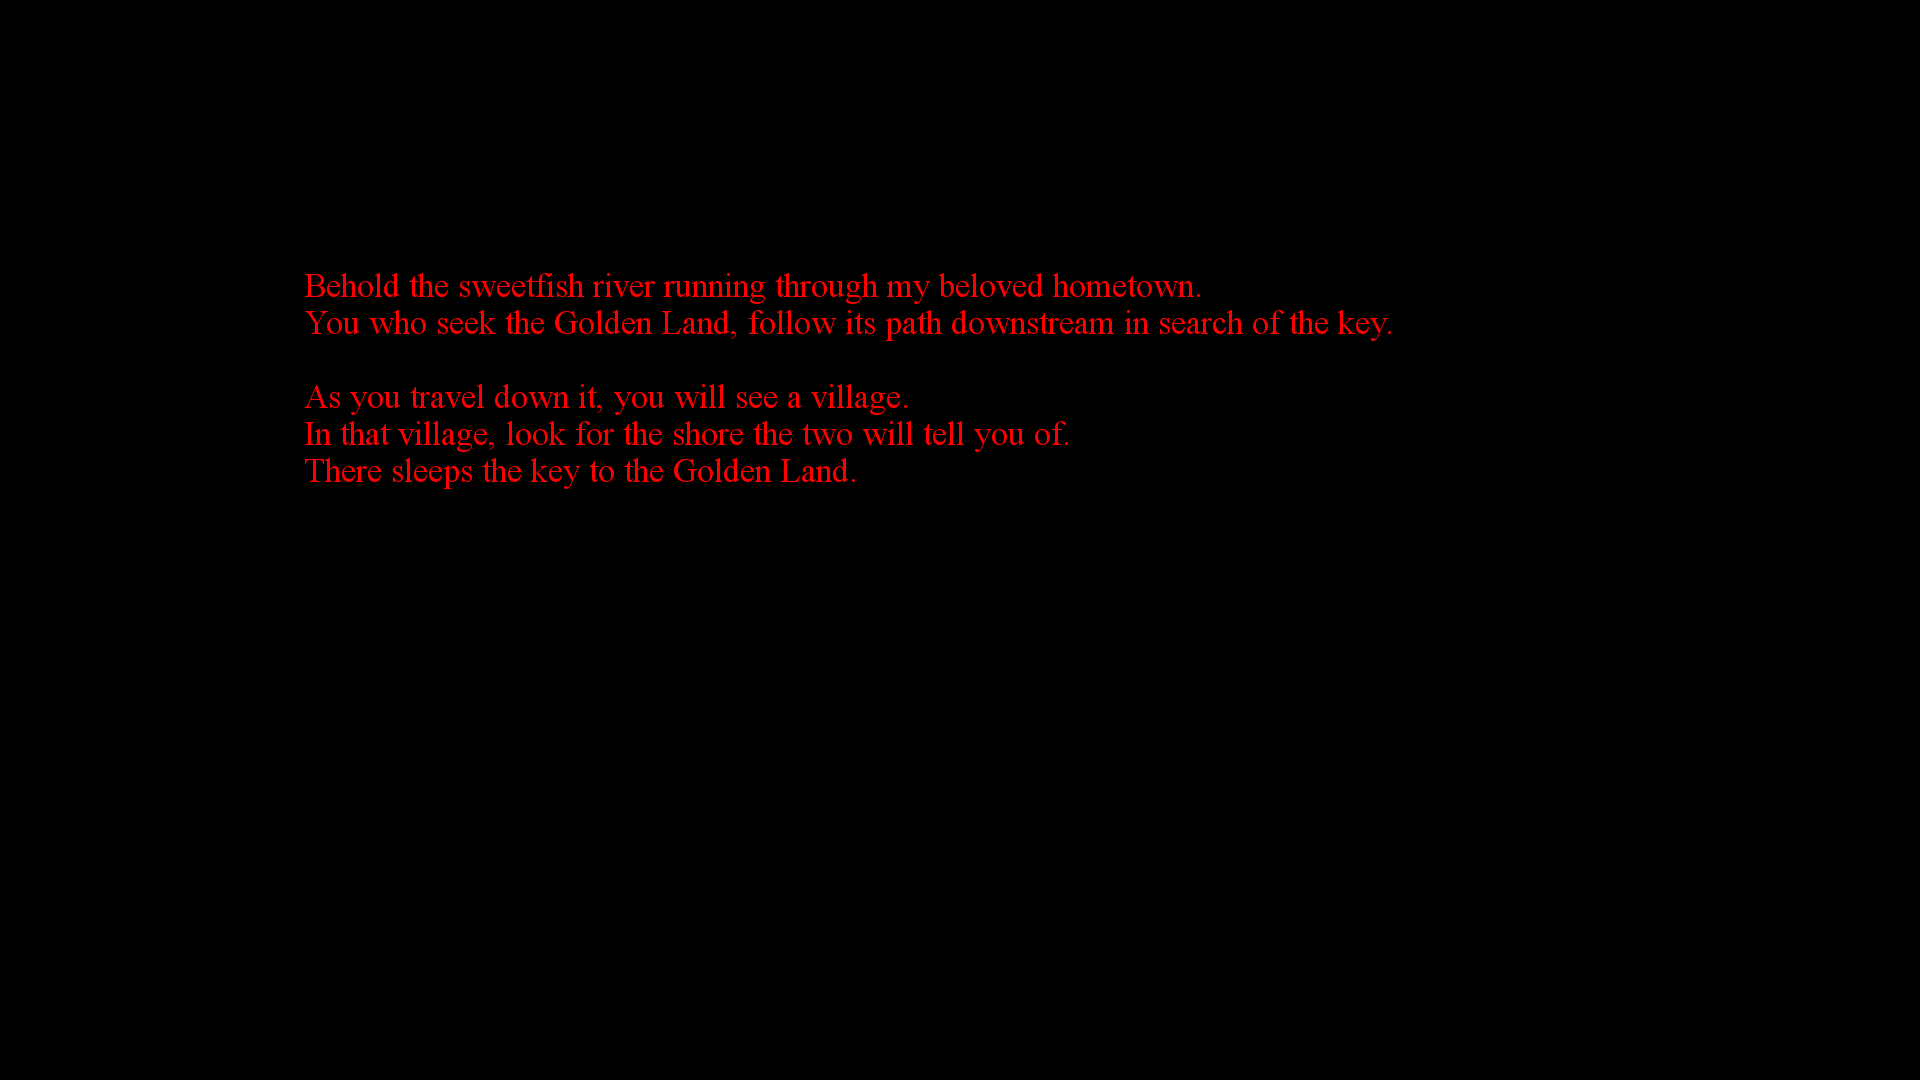 Behold the sweetfish river running through my beloved hometown.
You who seek the Golden Land, follow its path downstream in search of the key.
As you travel down it, you will see a village.
In that village, look for the shore the two will tell you of.
There sleeps the key to the Golden Land.